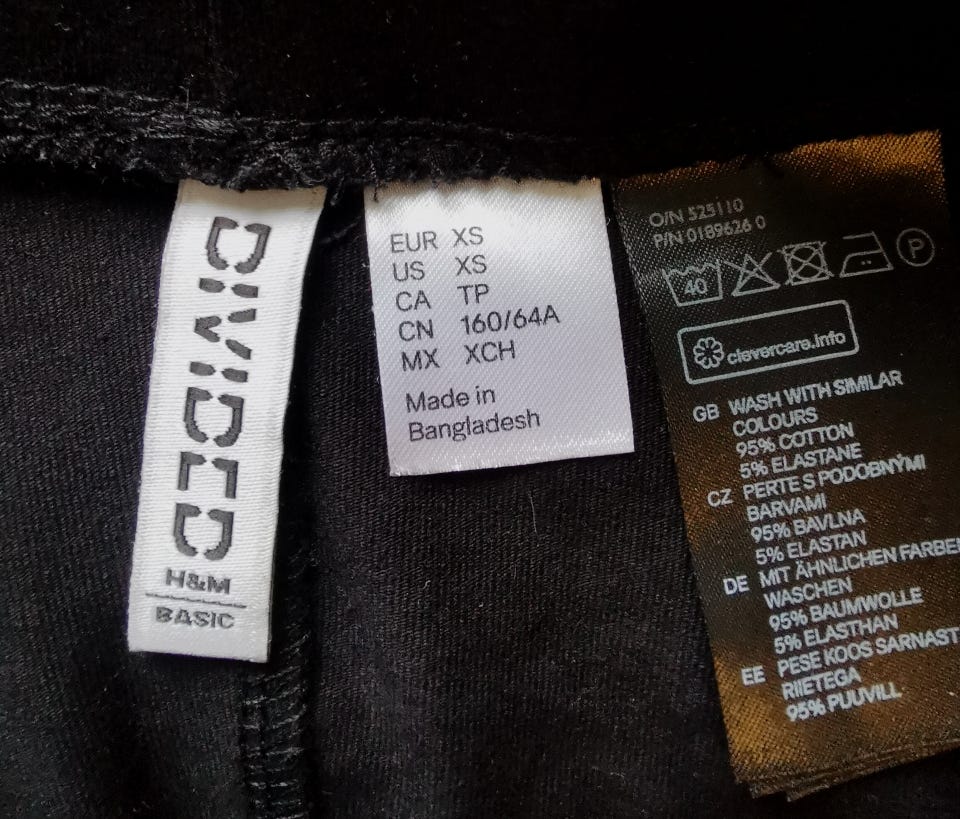 DIVIDED
H&M
BASIC
EUR XS
US XS
CA TP
CN 160/64A
MX XCH
Made in
Bangladesh
O/N 525110
P/N 0189626 0
40
P
clevercare.info
GB WASH WITH SIMILAR
COLOURS
95% COTTON
5% ELASTANE
CZ PERTE S PODOBNÝMI
BARVAMI
95% BAVLNA
5% ELASTAN
DE MIT ÄHNLICHEN FARBEN
WASCHEN
95% BAUMWOLLE
5% ELASTHAN
EE PESE KOOS SARNAST
RIIETEGA
95% PUUVILL